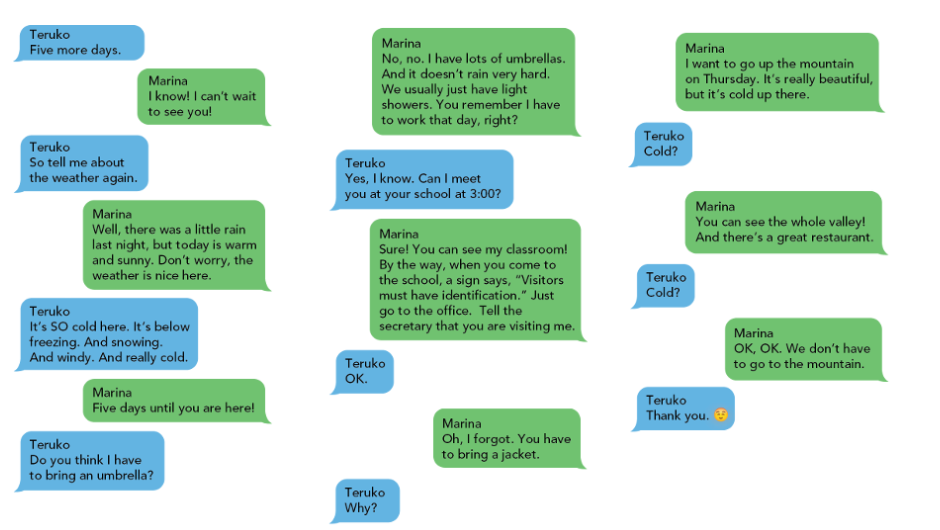 Teruko
Five more days.
Marina
I know! I can't wait
to see you!
Teruko
So tell me about
the weather again.
Marina
Well, there was a little rain
last night, but today is warm
and sunny. Don't worry, the
weather is nice here.
Teruko
It's SO cold here. It's below
freezing. And snowing.
And windy. And really cold.
Marina
Five days until you are here!
Teruko
Do you think I have
to bring an umbrella?
Marina
No, no. I have lots of umbrellas.
And it doesn't rain very hard.
We usually just have light
showers. You remember I have
to work that day, right?
Teruko
Yes, I know. Can I meet
you at your school at 3:00?
Marina
Sure! You can see my classroom!
By the way, when you come to
the school, a sign says, "Visitors
must have identification." Just
go to the office. Tell the
secretary that you are visiting me.
Teruko
OK.
Marina
Oh, I forgot. You have
to bring a jacket.
Teruko
Why?
Marina
I want to go up the mountain
on Thursday. It's really beautiful,
but it's cold up there.
Teruko
Cold?
Marina
You can see the whole valley!
And there's a great restaurant.
Teruko
Cold?
Marina
OK, OK. We don't have
to go to the mountain.
Teruko
Thank you.